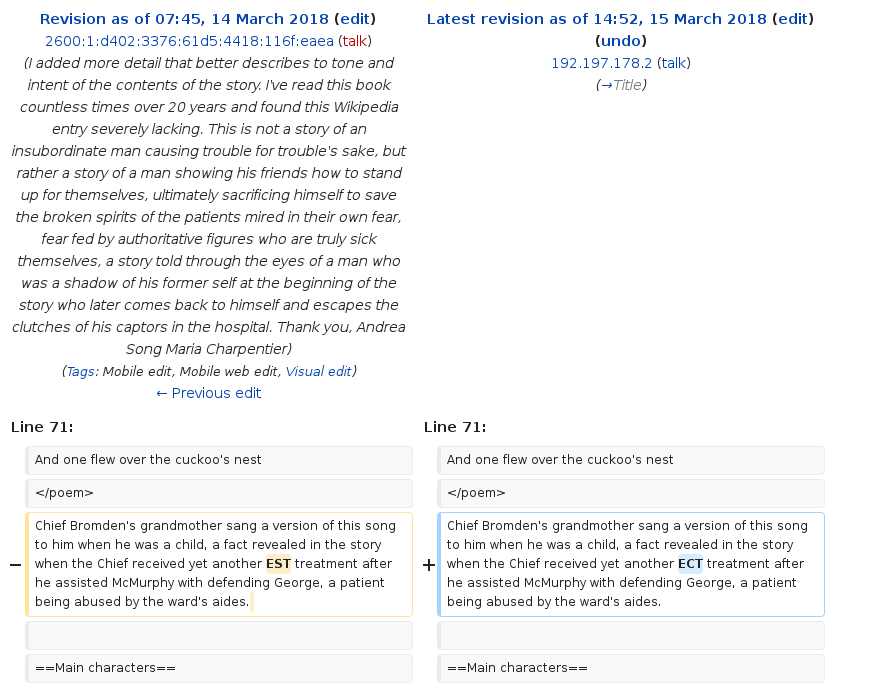 Revision as of 07:45, 14 March 2018 (edit)
2600:1:d402:3376:61d5:4418:116f:eaea (talk)
(I added more detail that better describes to tone and
intent of the contents of the story. I've read this book
countless times over 20 years and found this Wikipedia
entry severely lacking. This is not a story of an
insubordinate man causing trouble for trouble's sake, but
rather a story of a man showing his friends how to stand
up for themselves, ultimately sacrificing himself to save
the broken spirits of the patients mired in their own fear,
fear fed by authoritative figures who are truly sick
themselves, a story told through the eyes of a man who
was a shadow of his former self at the beginning of the
story who later comes back to himself and escapes the
clutches of his captors in the hospital. Thank you, Andrea
Song Maria Charpentier)
(Tags: Mobile edit, Mobile web edit, Visual edit)
← Previous edit
Latest revision as of 14:52, 15 March 2018 (edit)
(undo)
192.197.178.2 (talk)
(→Title)
Line 71:
And one flew over the cuckoo's nest
</poem>
− Chief Bromden's grandmother sang a version of this song
to him when he was a child, a fact revealed in the story
when the Chief received yet another EST treatment after
he assisted McMurphy with defending George, a patient
being abused by the ward's aides.
==Main characters==
Line 71:
And one flew over the cuckoo's nest
</poem>
+ Chief Bromden's grandmother sang a version of this song
to him when he was a child, a fact revealed in the story
when the Chief received yet another ECT treatment after
he assisted McMurphy with defending George, a patient
being abused by the ward's aides.
==Main characters==